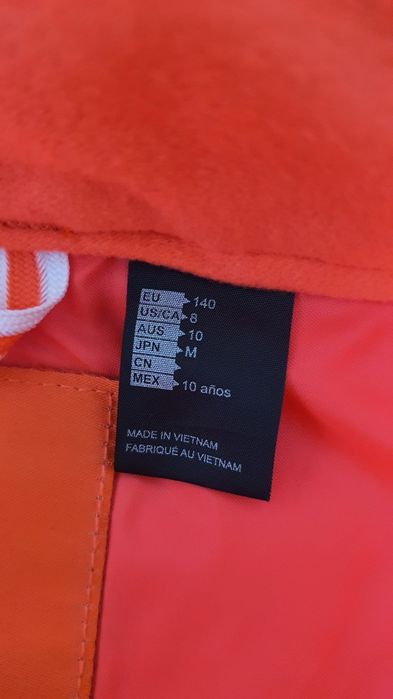 EU 140
US/CA 8
AUS 10
JPN M
CN
MEX 10 años
MADE IN VIETNAM
FABRIQUÉ AU VIETNAM